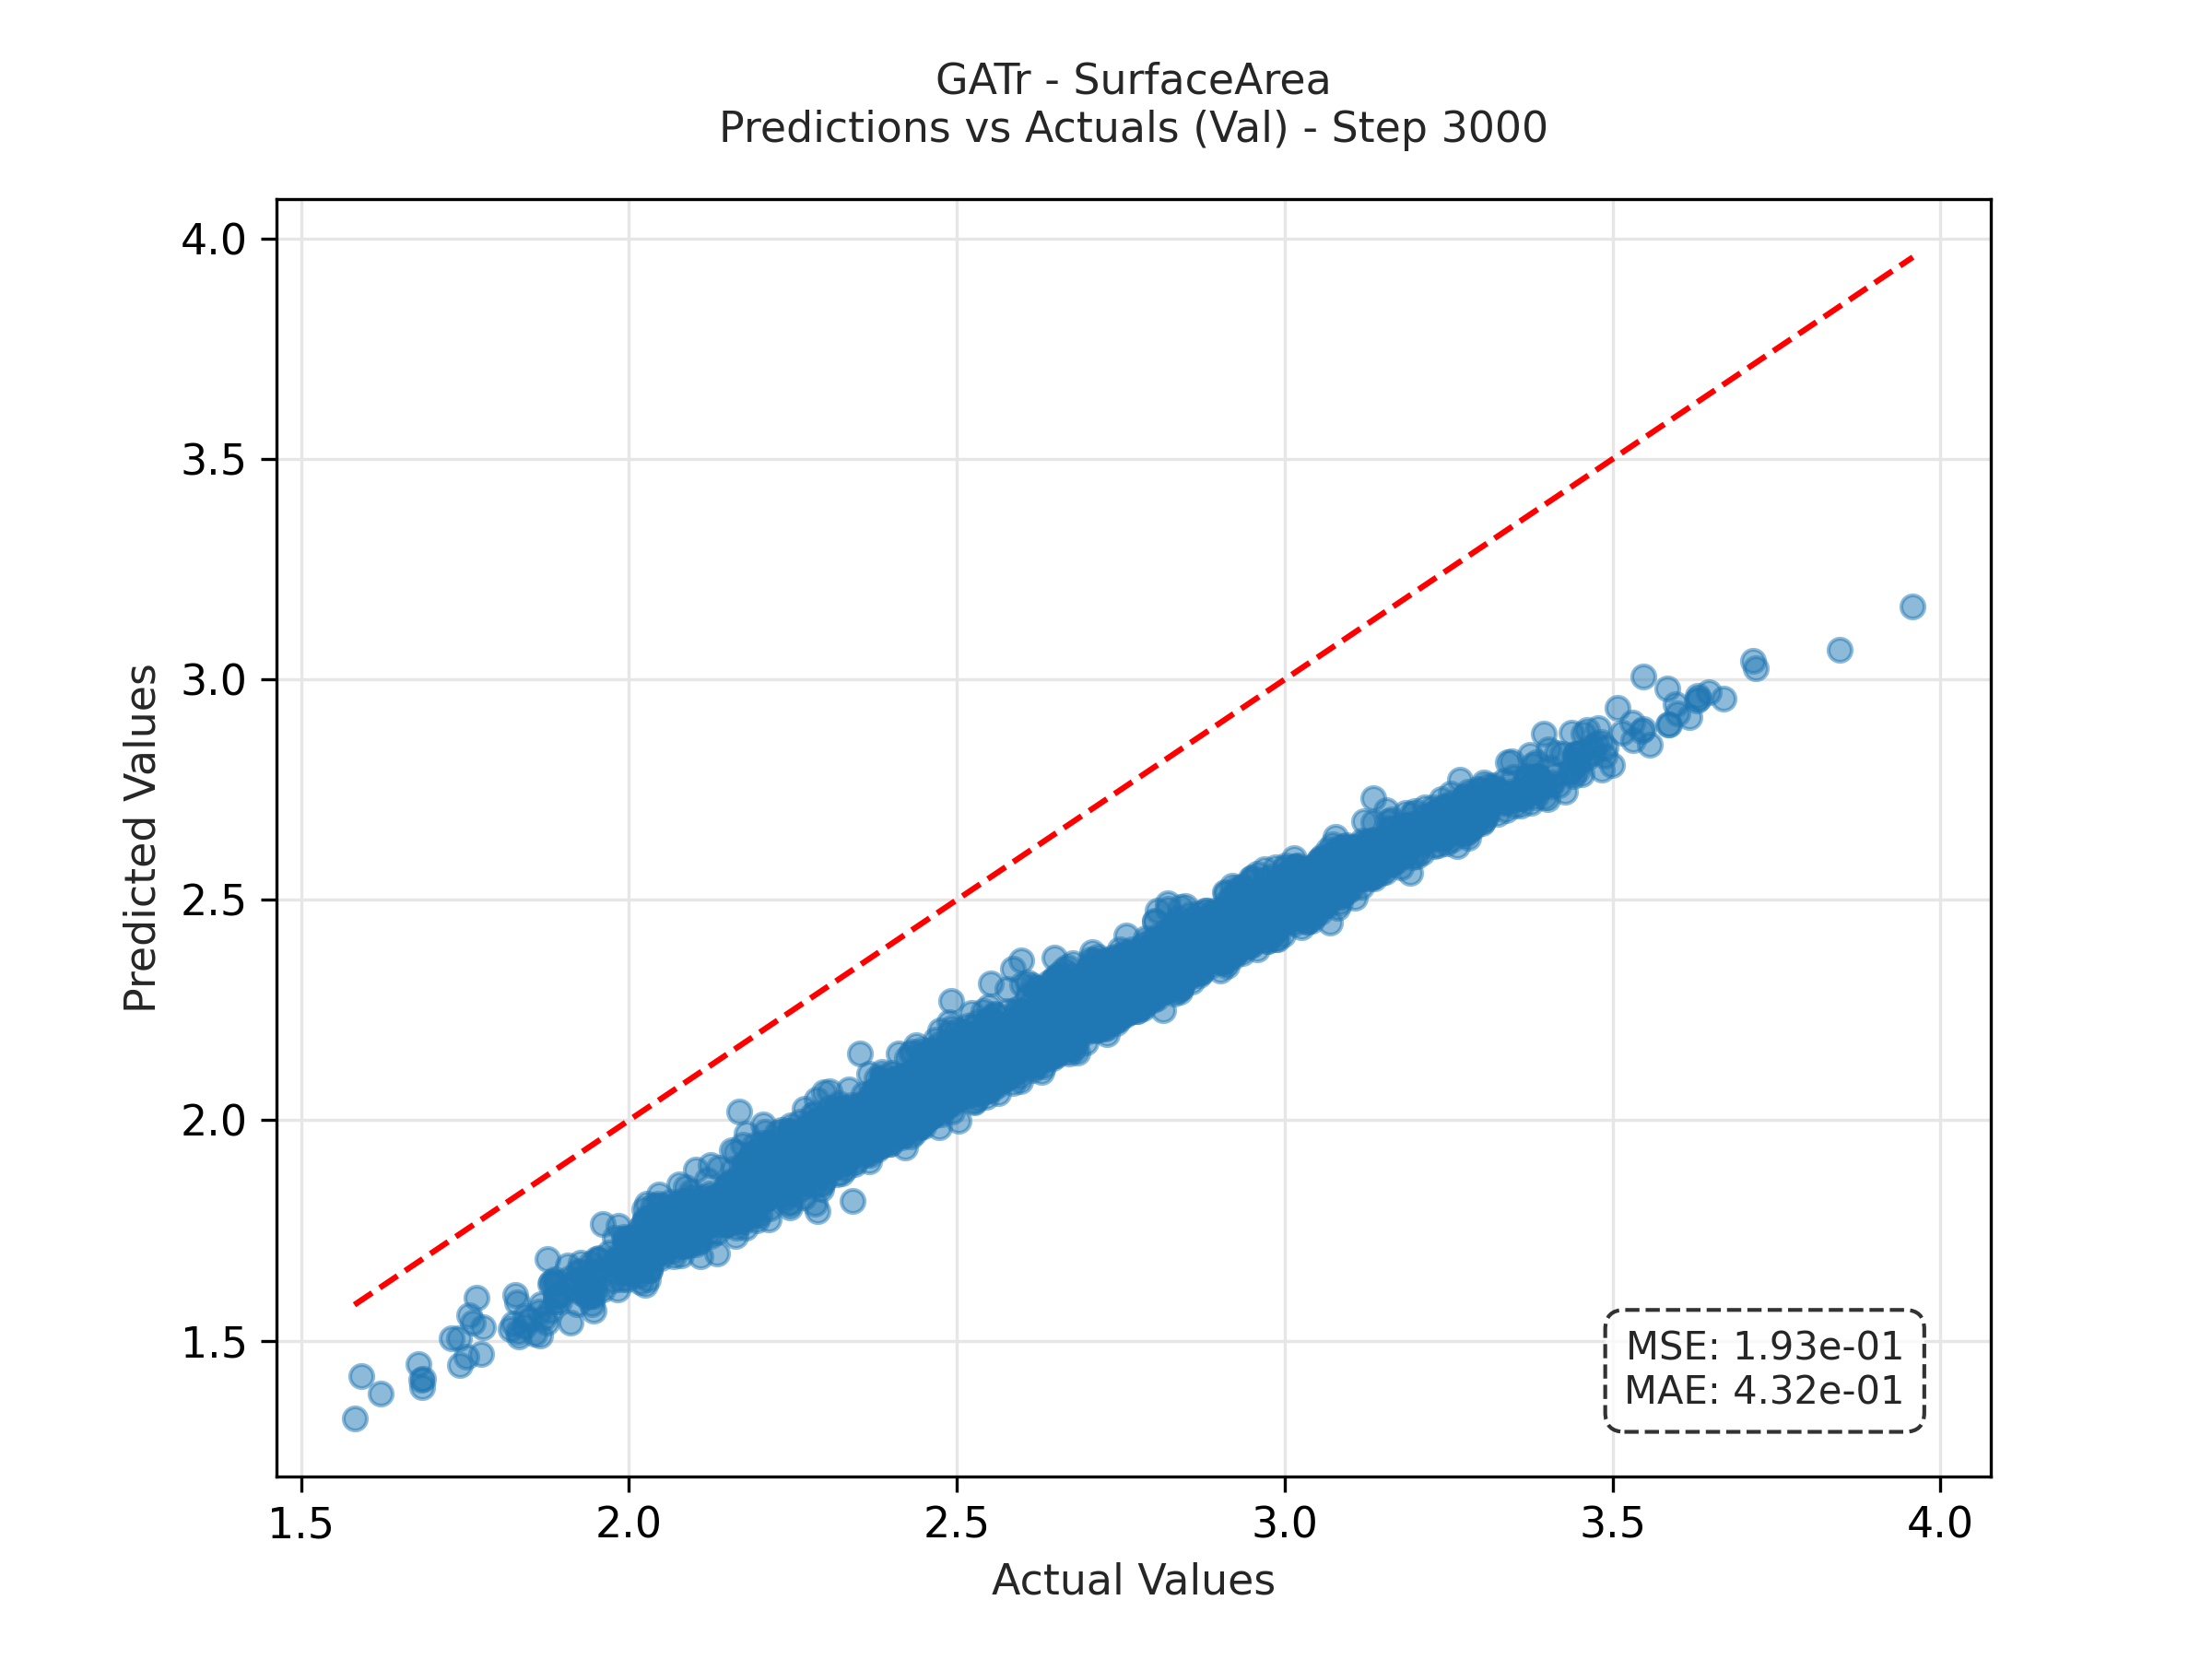 GATr - SurfaceArea
Predictions vs Actuals (Val) - Step 3000
4.0
3.5
3.0
2.5
2.0
1.5
Predicted Values
MSE: 1.93e-01
MAE: 4.32e-01
1.5
2.0
2.5
3.0
3.5
4.0
Actual Values